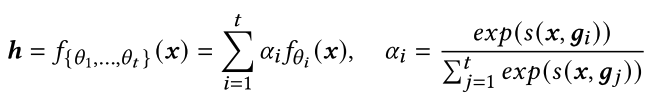 h = f_{θ_1,...,θ_t}(x) = \sum_{i=1}^{t} α_i f_{θ_i}(x), α_i = \frac{exp(s(x, g_i))}{\sum_{j=1}^{t} exp(s(x, g_j))}